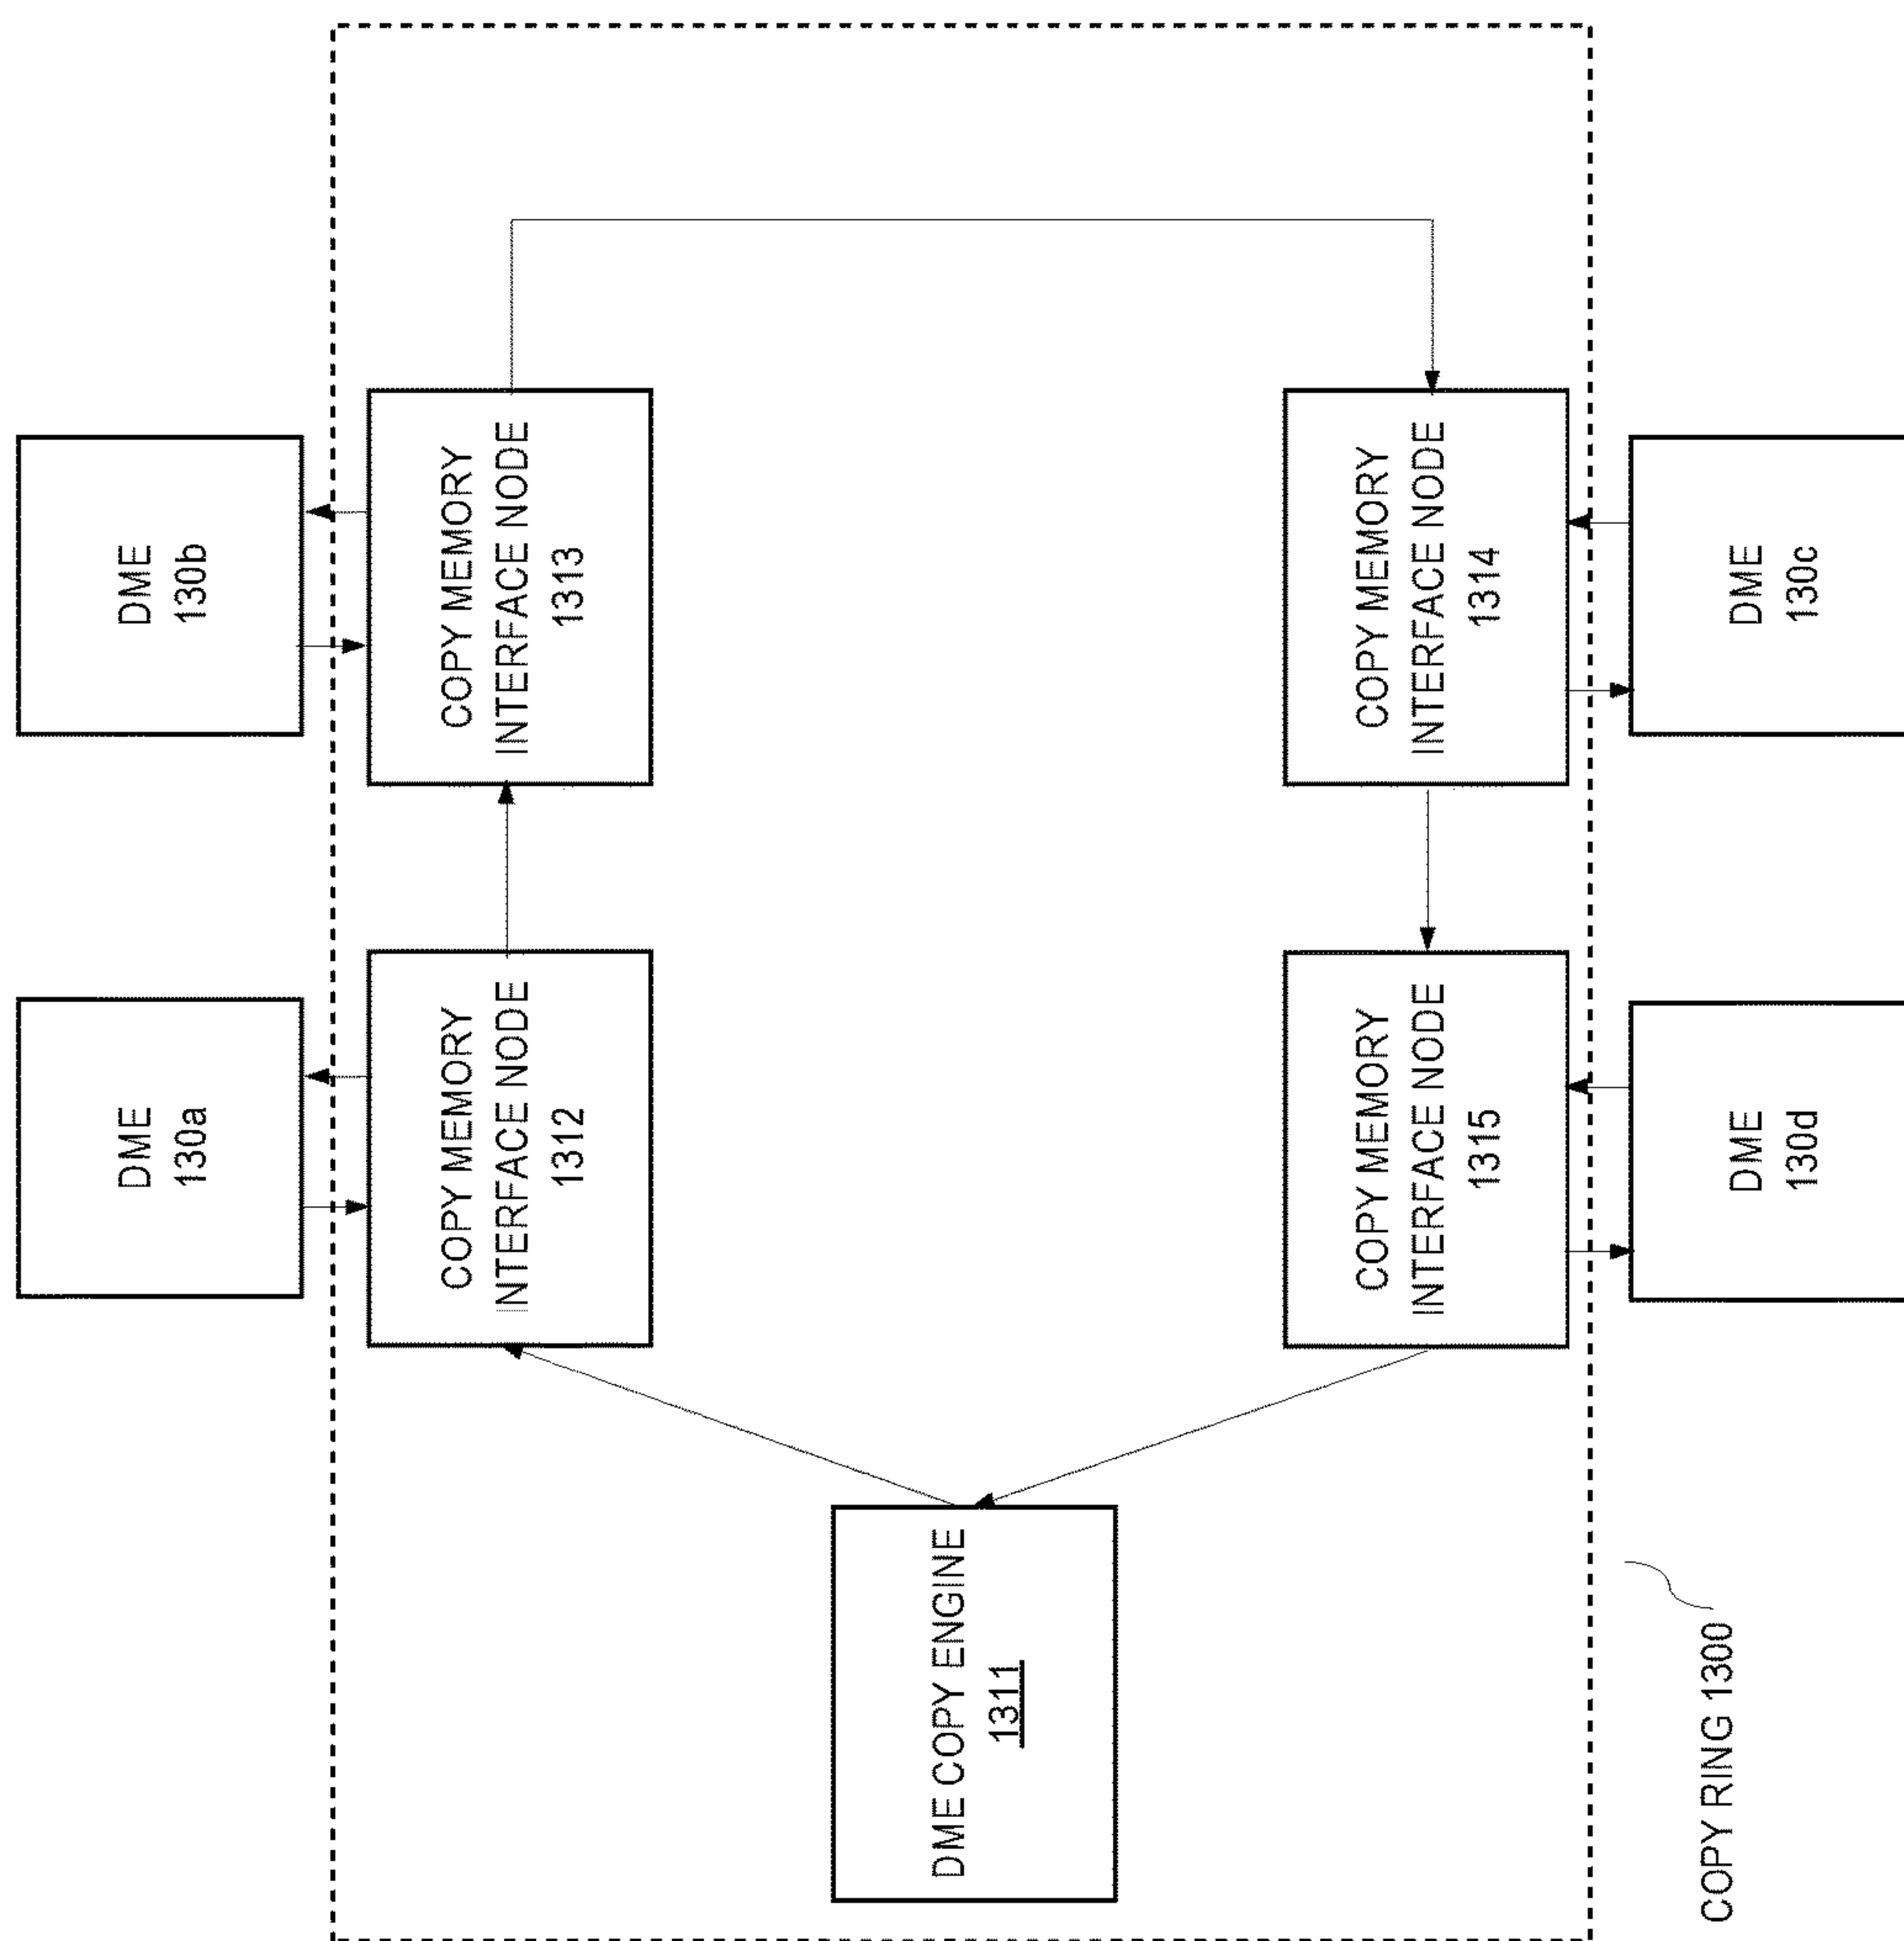 DME
130a
DME
130b
COPY MEMORY
INTERFACE NODE
1312
COPY MEMORY
INTERFACE NODE
1313
DME COPY ENGINE
1311
COPY MEMORY
INTERFACE NODE
1315
COPY MEMORY
INTERFACE NODE
1314
COPY RING 1300
DME
130d
DME
130c